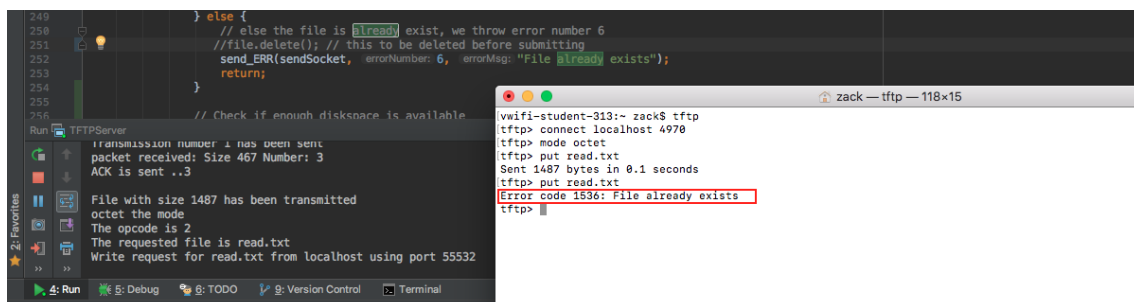 249 } else {
250 // else the file is already exist, we throw error number 6
251 //file.delete(); // this to be deleted before submitting
252 send_ERR(sendSocket, errorNumber: 6, errorMsg: "File already exists");
253 return;
254 }
255
256 // Check if enough diskspace is available
Run TFTPServer
Transmission number 1 has been sent
packet received: Size 467 Number: 3
ACK is sent ..3
File with size 1487 has been transmitted
octet the mode
The opcode is 2
The requested file is read.txt
Write request for read.txt from localhost using port 55532
2: Favorites
4: Run 5: Debug 6: TODO 9: Version Control Terminal
zack — tftp — 118×15
[vwifi-student-313:~ zack$ tftp
[tftp> connect localhost 4970
[tftp> mode octet
[tftp> put read.txt
Sent 1487 bytes in 0.1 seconds
[tftp> put read.txt
Error code 1536: File already exists
tftp>